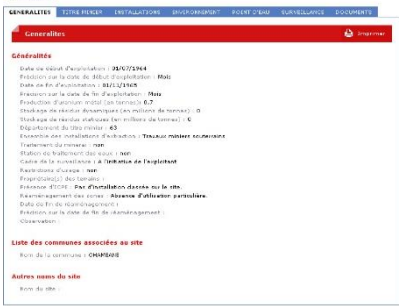 GENERALITES TITRE MINIER INSTALLATIONS ENVIRONNEMENT POINT D'EAU SURVEILLANCE DOCUMENTS
Generalites Imprimer
Généralités
Date de début d'exploitation : 01/07/1964
Précision sur la date de début d'exploitation : Mois
Date de fin d'exploitation : 01/11/1965
Précision sur la date de fin d'exploitation : Mois
Production d'uranium métal (en tonnes) : 0.7
Stockage de résidus dynamiques (en millions de tonnes) : 0
Stockage de résidus statiques (en millions de tonnes) : 0
Département du titre minier : 63
Ensemble des installations d'extraction : Travaux miniers souterrains
Traitement du minerai : non
Station de traitement des eaux : non
Cadre de la surveillance : A l'initiative de l'exploitant
Restrictions d'usage : non
Propriétaire(s) des terrains :
Présence d'ICPE : Pas d'installation classée sur le site.
Réaménagement des zones : Absence d'utilisation particulière.
Date de fin de réaménagement :
Précision sur la date de fin de réaménagement :
Observation :
Liste des communes associées au site
Nom de la commune :
Autres noms du site
Nom du site :